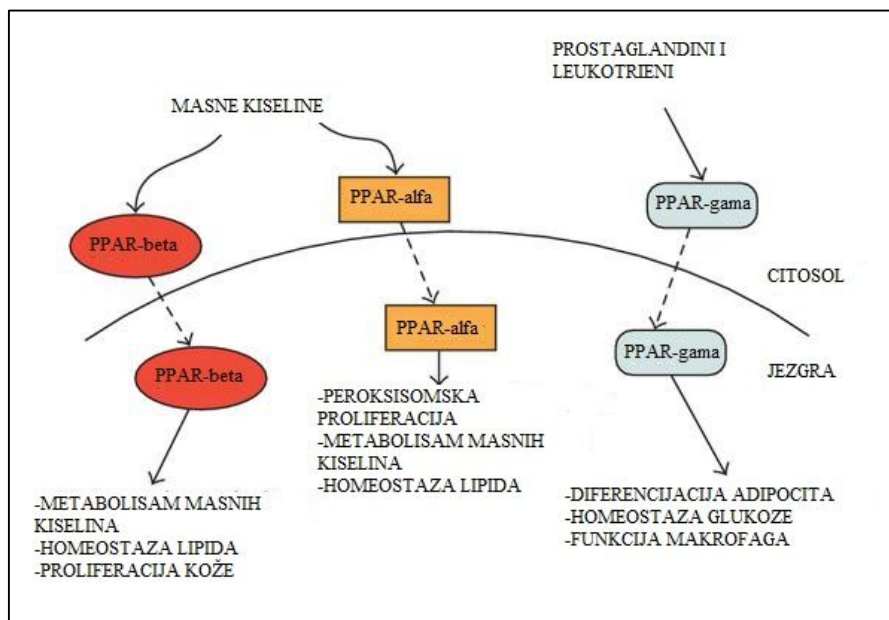 PROSTAGLANDINI I
LEUKOTRIENI
MASNE KISELINE
PPAR-alfa
PPAR-gama
PPAR-beta
CITOSOL
PPAR-alfa
PPAR-gama
PPAR-beta
JEZGRA
-PEROKSISOMSKA
PROLIFERACIJA
-METABOLISAM MASNIH
KISELINA
-HOMEOSTAZA LIPIDA
-METABOLISAM MASNIH
KISELINA
-HOMEOSTAZA LIPIDA
-PROLIFERACIJA KOŽE
-DIFERENCIJACIJA ADIPOCITA
-HOMEOSTAZA GLUKOZE
-FUNKCIJA MAKROFAGA